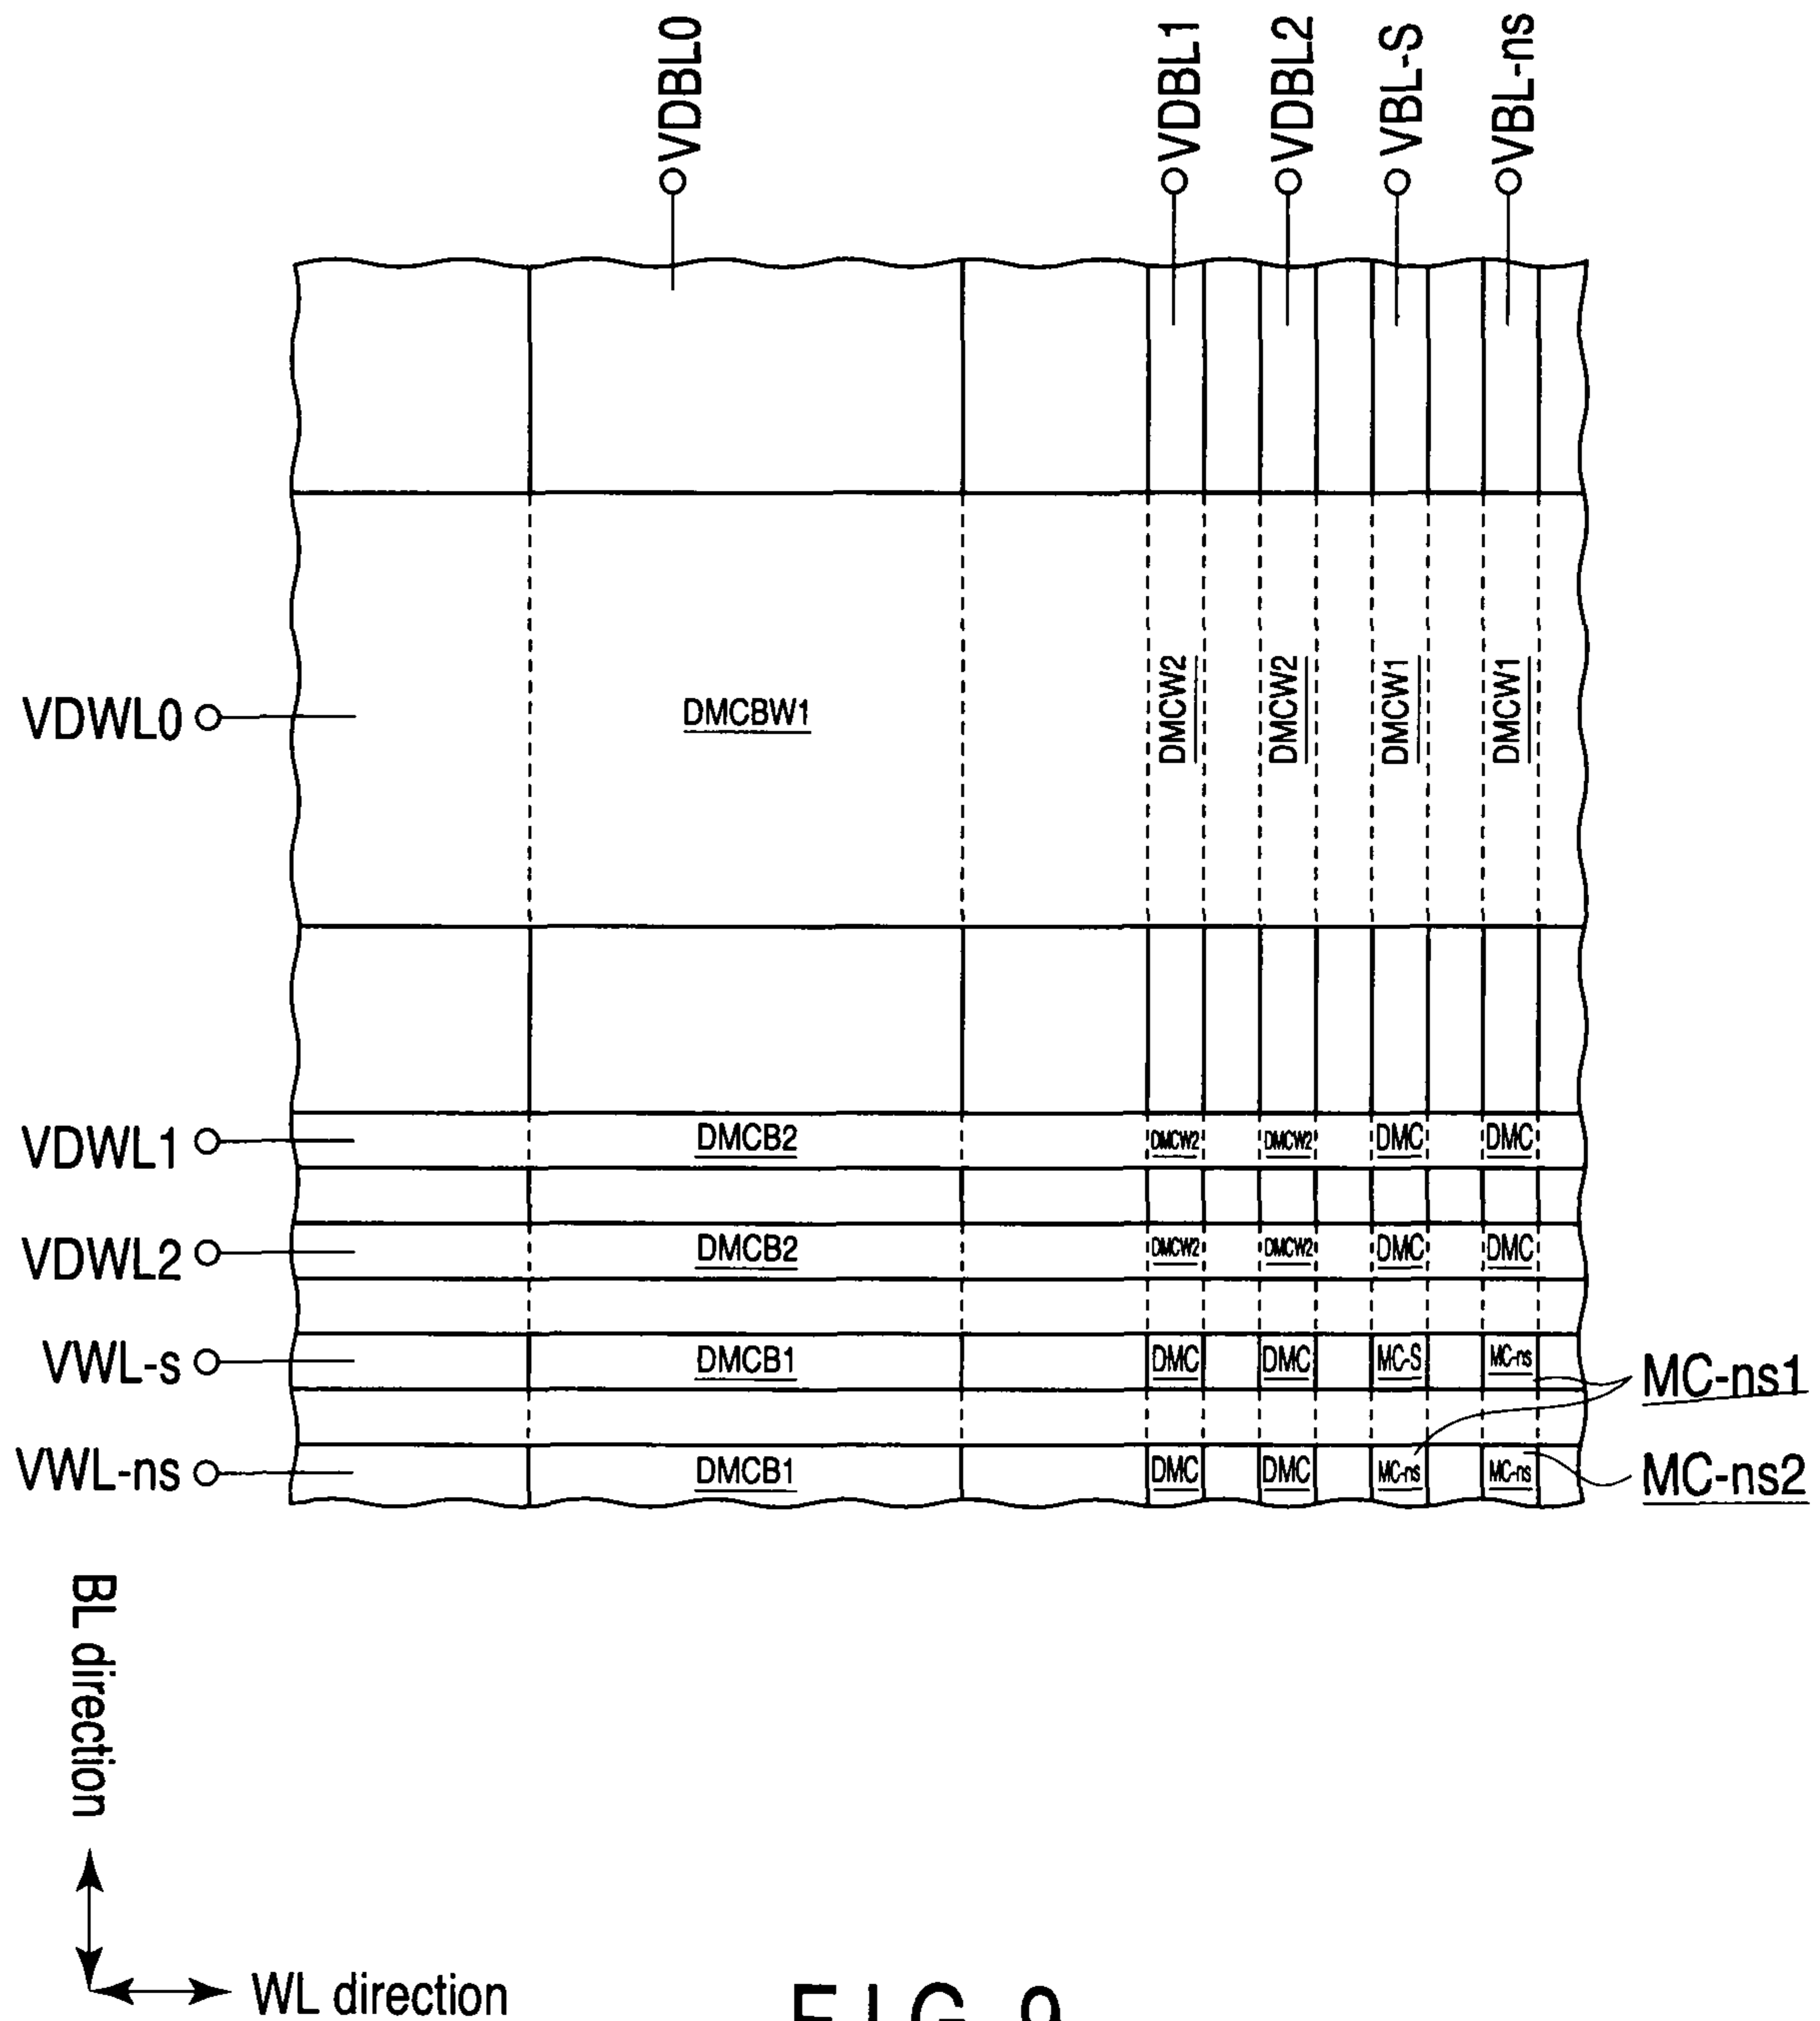 VDBL0
VDBL1
VDBL2
VBL-S
VBL-ns
VDWL0
DMCBW1
DMCW2
DMCW2
DMCW1
DMCW1
VDWL1
DMCB2
DMCW2
DMCW2
DMC
DMC
VDWL2
DMCB2
DMCW2
DMCW2
DMC
DMC
VWL-s
DMCB1
DMC
DMC
MC-S
MC-ns
MC-ns1
VWL-ns
DMCB1
DMC
DMC
MC-ns
MC-ns
MC-ns2
BL direction
WL direction
FIG. 9